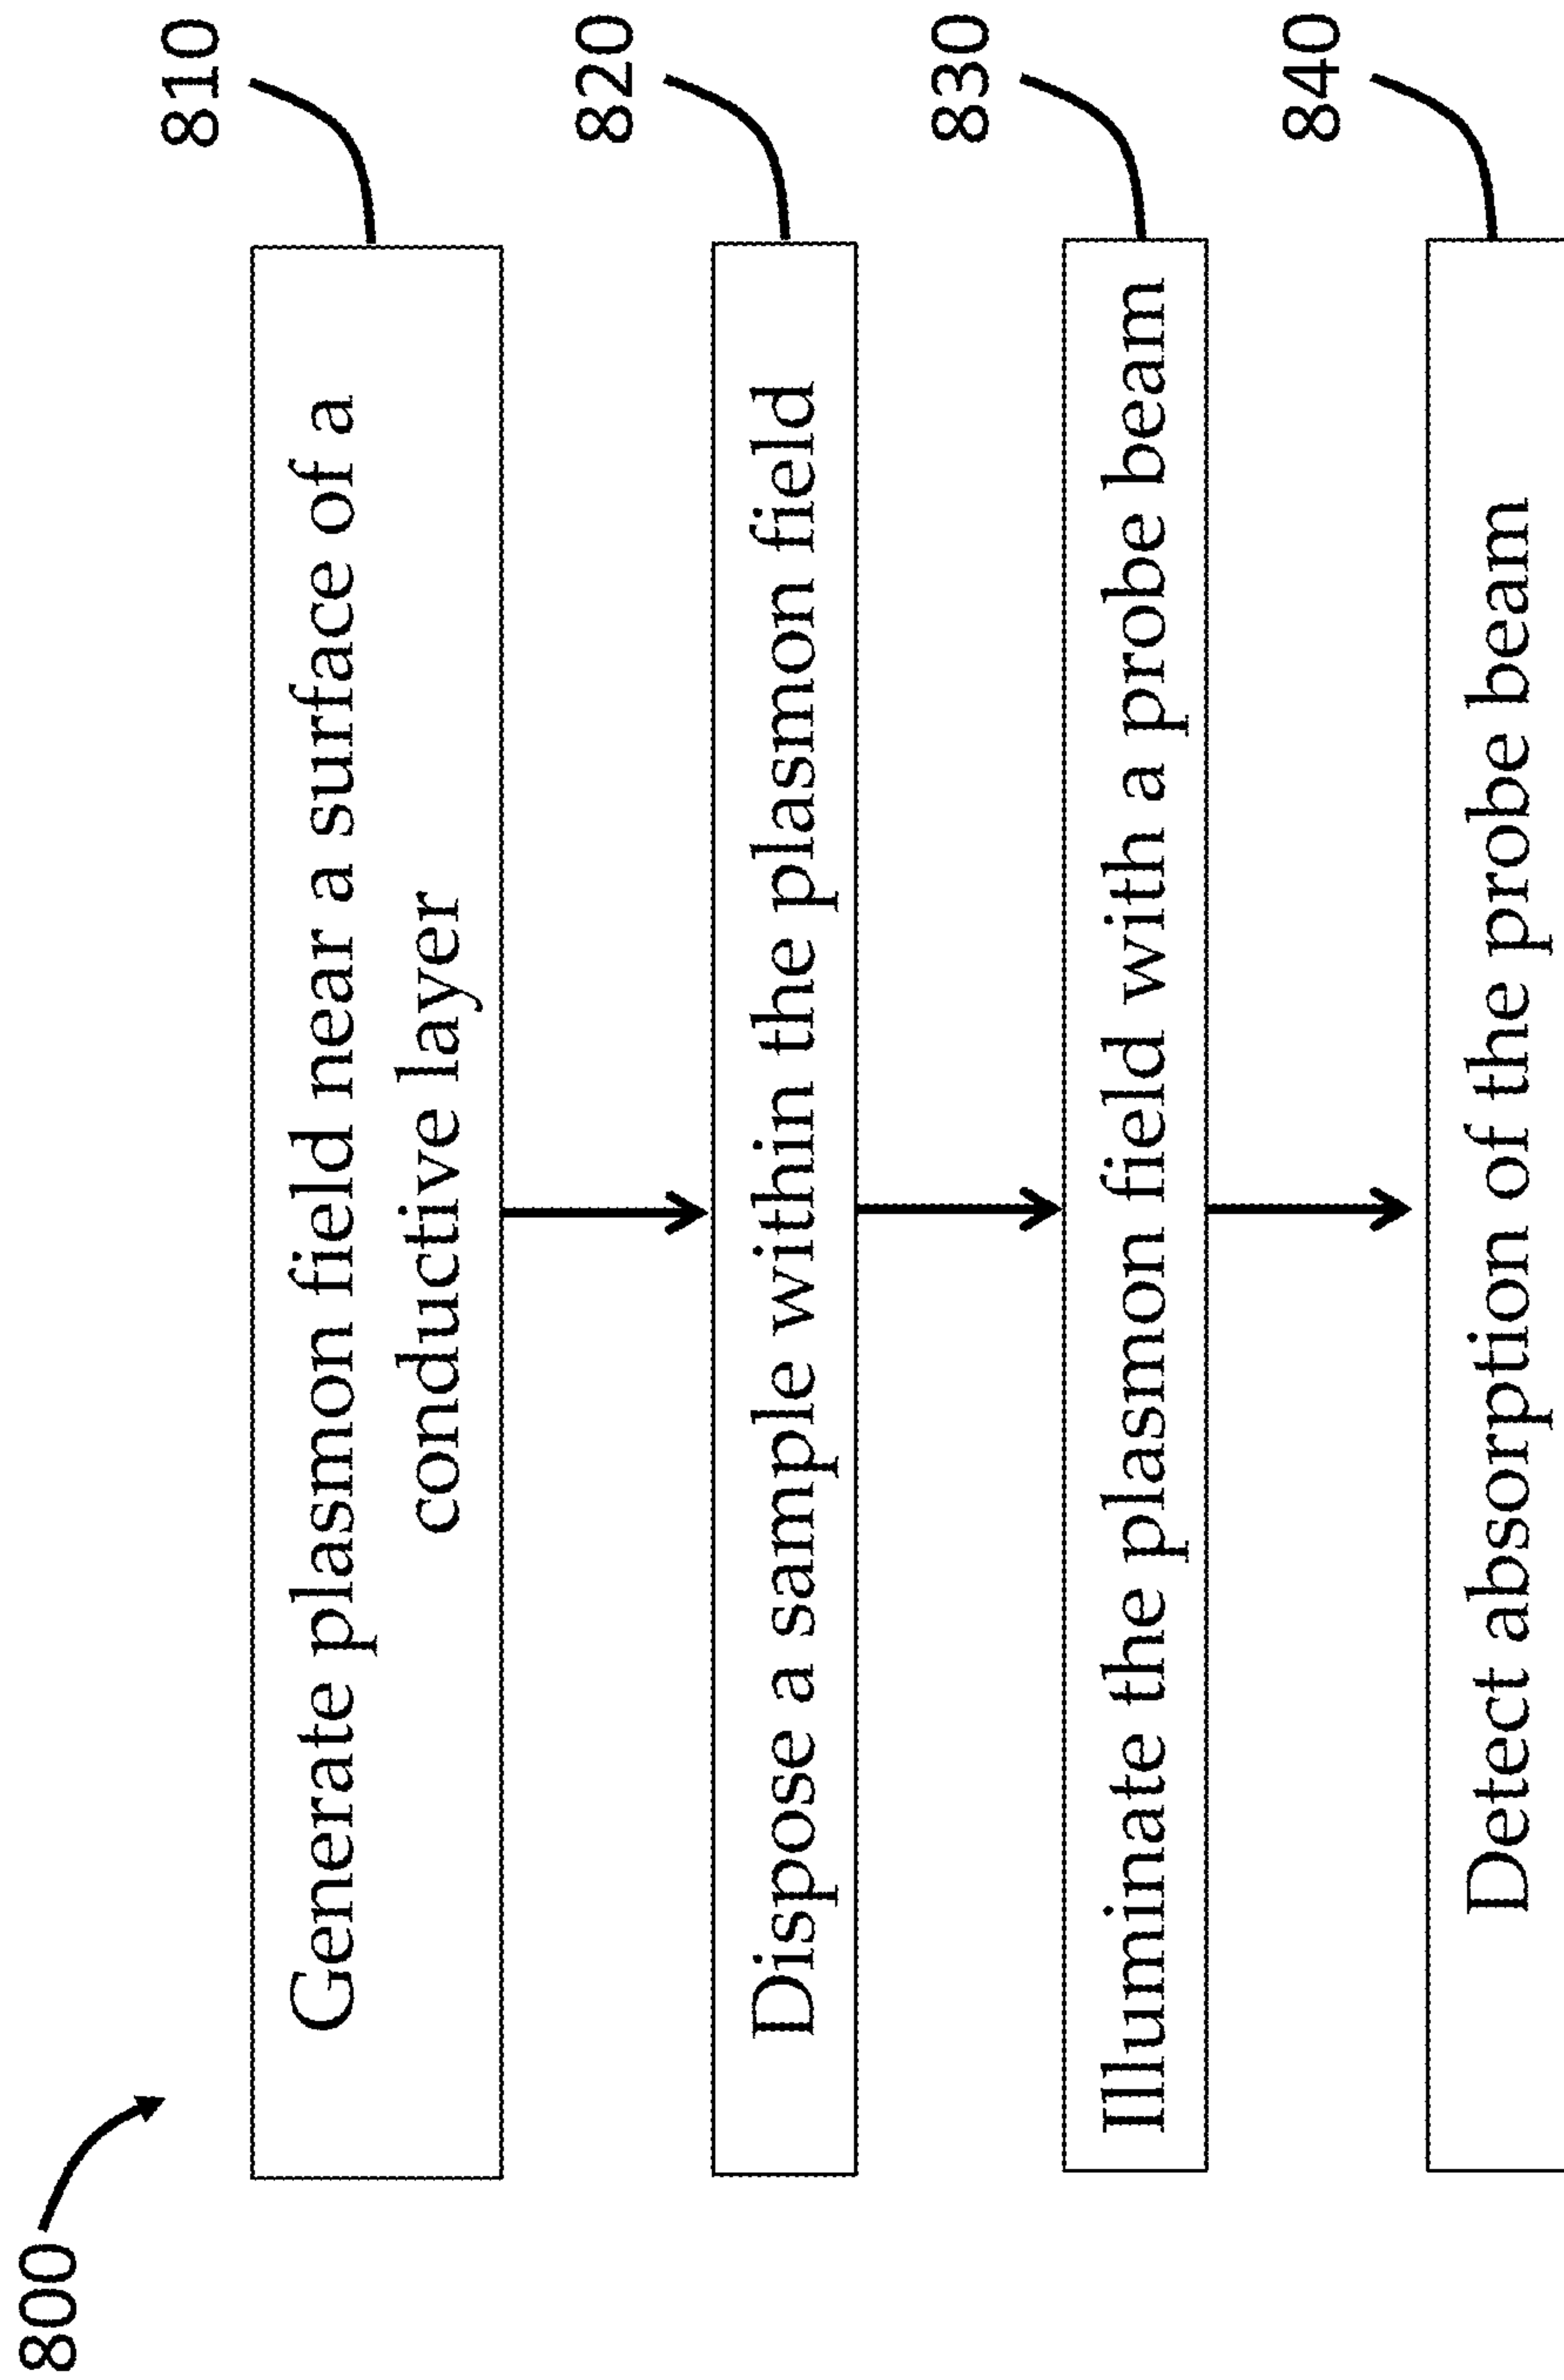 800
810
Generate plasmon field near a surface of a
conductive layer
820
Dispose a sample within the plasmon field
830
Illuminate the plasmon field with a probe beam
840
Detect absorption of the probe beam